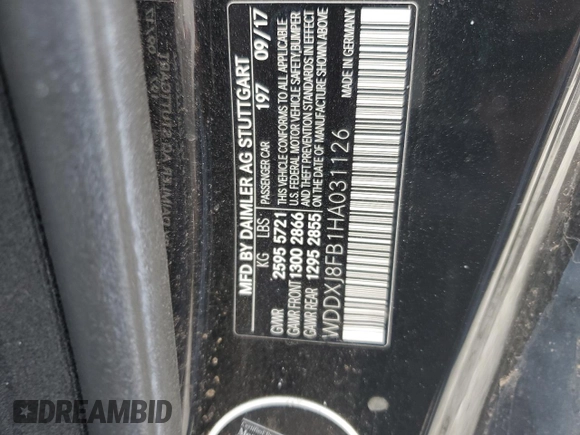 MFD BY DAIMLER AG STUTTGART
KG LBS PASSENGER CAR 197 09/17
GVWR 2595 5721 THIS VEHICLE CONFORMS TO ALL APPLICABLE
GAWR FRONT 1300 2866 U.S. FEDERAL MOTOR VEHICLE SAFETY,BUMPER
GAWR REAR 1295 2855 AND THEFT PREVENTION STANDARDS IN EFFECT
ON THE DATE OF MANUFACTURE SHOWN ABOVE
WDDXJ8FB1HA031126 MADE IN GERMANY
DREAMBID